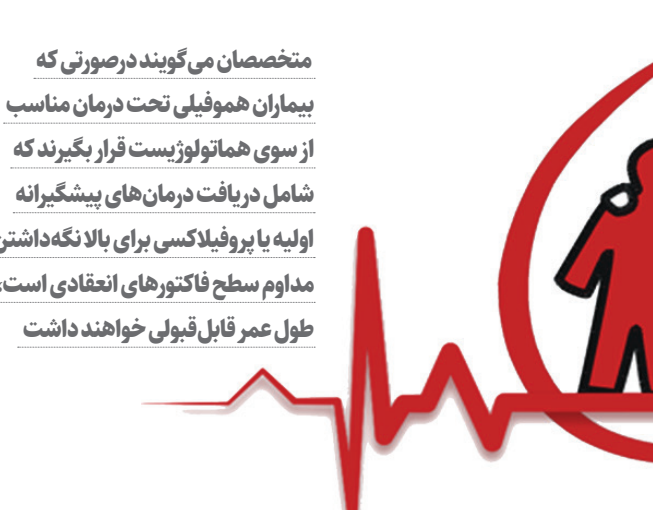 متخصصان می‌گویند درصورتی که
بیماران هموفیلی تحت درمان مناسب
از سوی هماتولوژیست قرار بگیرند که
شامل دریافت درمان‌های پیشگیرانه
اولیه یا پروفیلاکسی برای بالا نگه‌داشتن
مداوم سطح فاکتورهای انعقادی است،
طول عمر قابل‌قبولی خواهند داشت